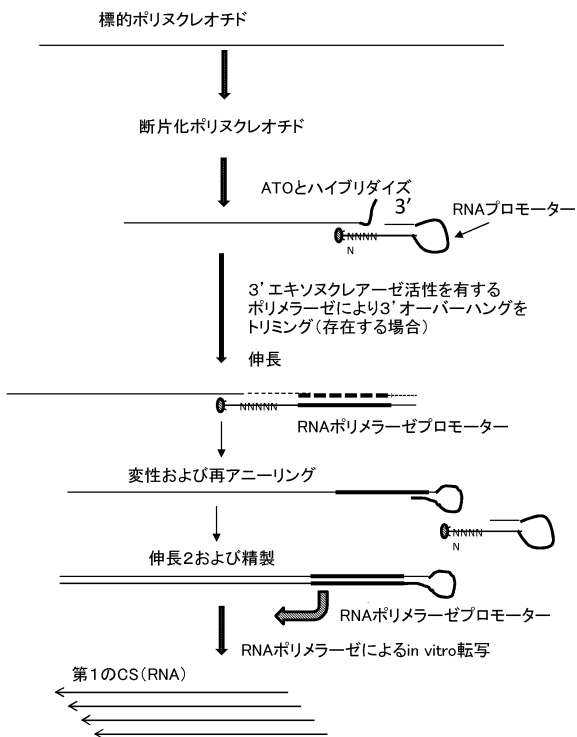 標的ポリヌクレオチド
断片化ポリヌクレオチド
ATOとハイブリダイズ
3’
RNAプロモーター
NNNN
N
3’エキソヌクレアーゼ活性を有する
ポリメラーゼにより3’オーバーハングを
トリミング(存在する場合)
伸長
NNNNN
RNAポリメラーゼプロモーター
変性および再アニーリング
NNNN
N
伸長2および精製
RNAポリメラーゼプロモーター
RNAポリメラーゼによるin vitro転写
第1のCS(RNA)